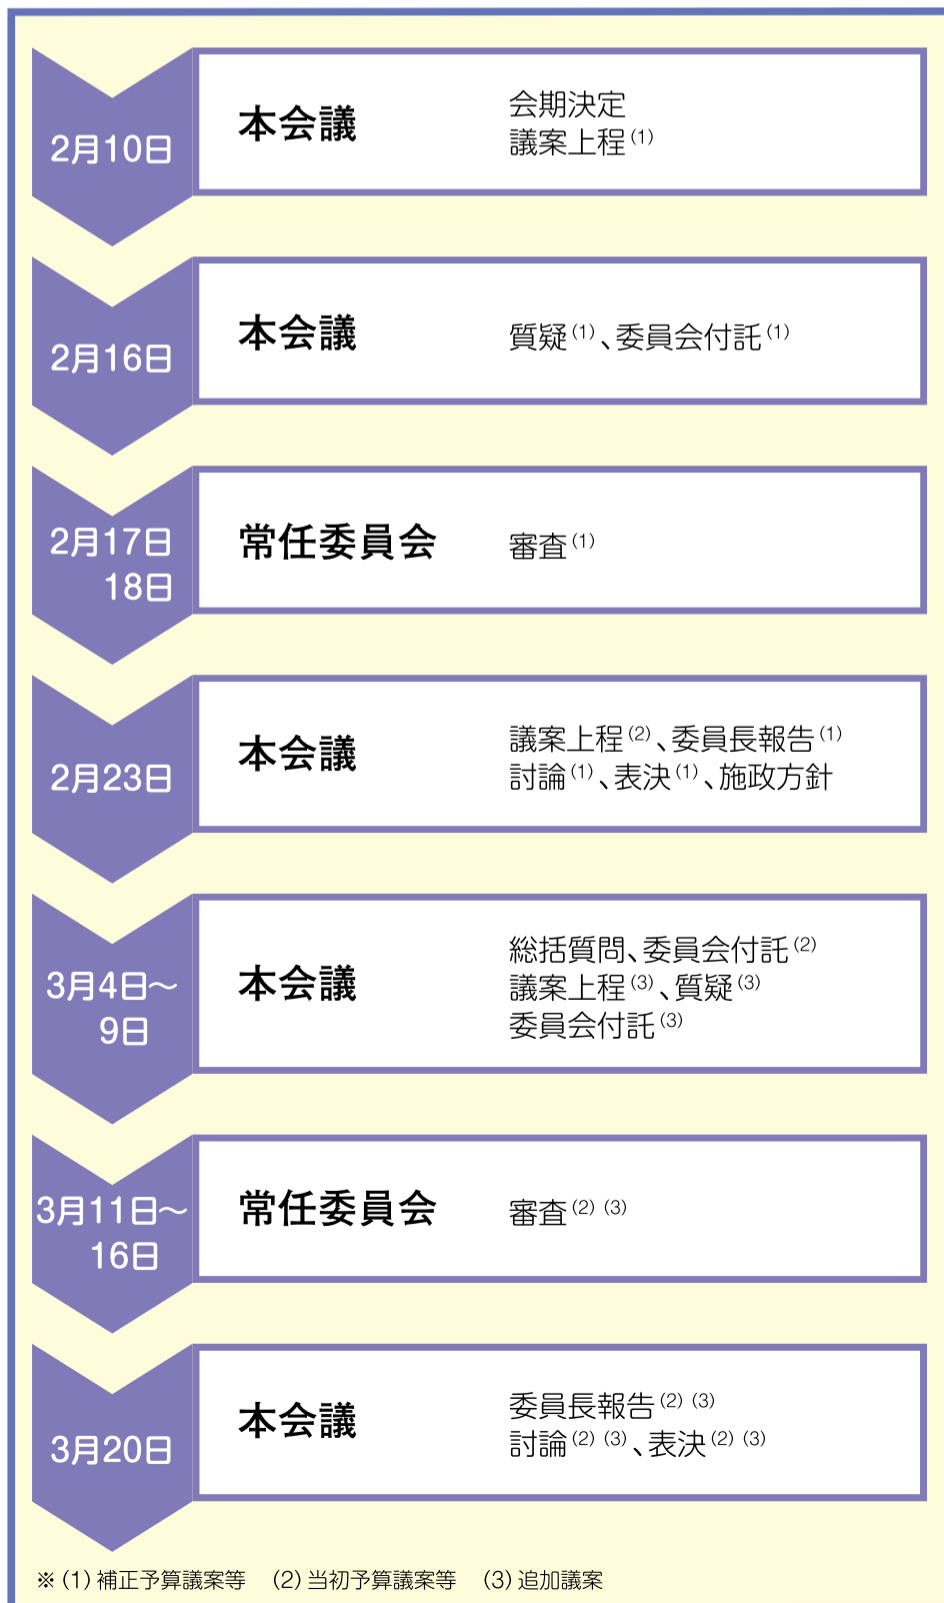 2月10日
本会議
会期決定
議案上程(1)
2月16日
本会議
質疑(1)、委員会付託(1)
2月17日
18日
常任委員会
審査(1)
2月23日
本会議
議案上程(2)、委員長報告(1)
討論(1)、表決(1)、施政方針
3月4日~
9日
本会議
総括質問、委員会付託(2)
議案上程(3)、質疑(3)
委員会付託(3)
3月11日~
16日
常任委員会
審査(2) (3)
3月20日
本会議
委員長報告(2) (3)
討論(2) (3)、表決(2) (3)
※(1)補正予算議案等 (2)当初予算議案等 (3)追加議案